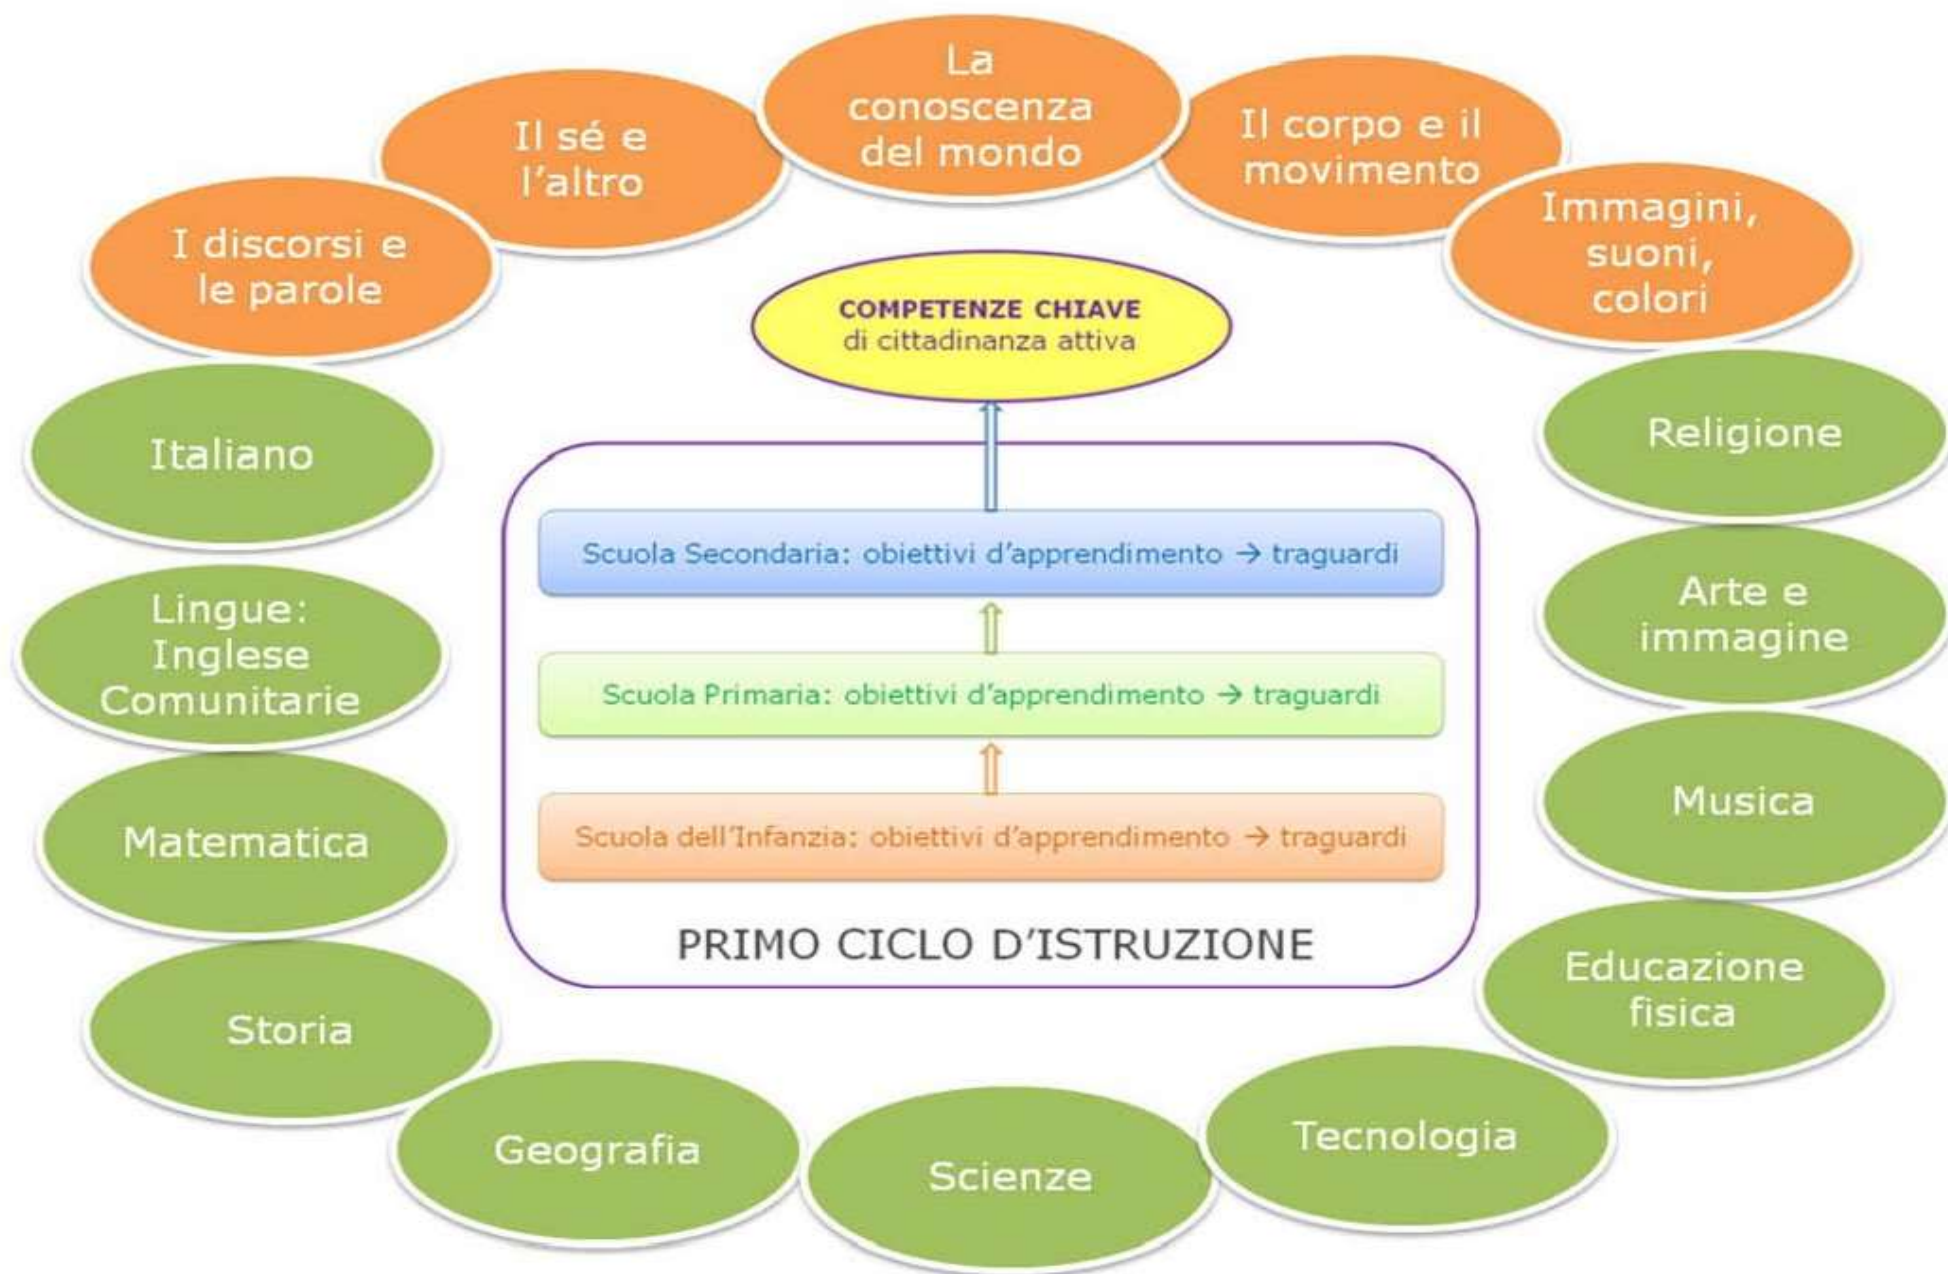 La
conoscenza
del mondo
Il sé e
l’altro
Il corpo e il
movimento
I discorsi e
le parole
Immagini,
suoni,
colori
COMPETENZE CHIAVE
di cittadinanza attiva
Italiano
Religione
Scuola Secondaria: obiettivi d’apprendimento → traguardi
Lingue:
Inglese
Comunitarie
Arte e
immagine
Scuola Primaria: obiettivi d’apprendimento → traguardi
Matematica
Musica
Scuola dell’Infanzia: obiettivi d’apprendimento → traguardi
PRIMO CICLO D’ISTRUZIONE
Storia
Educazione
fisica
Geografia
Scienze
Tecnologia